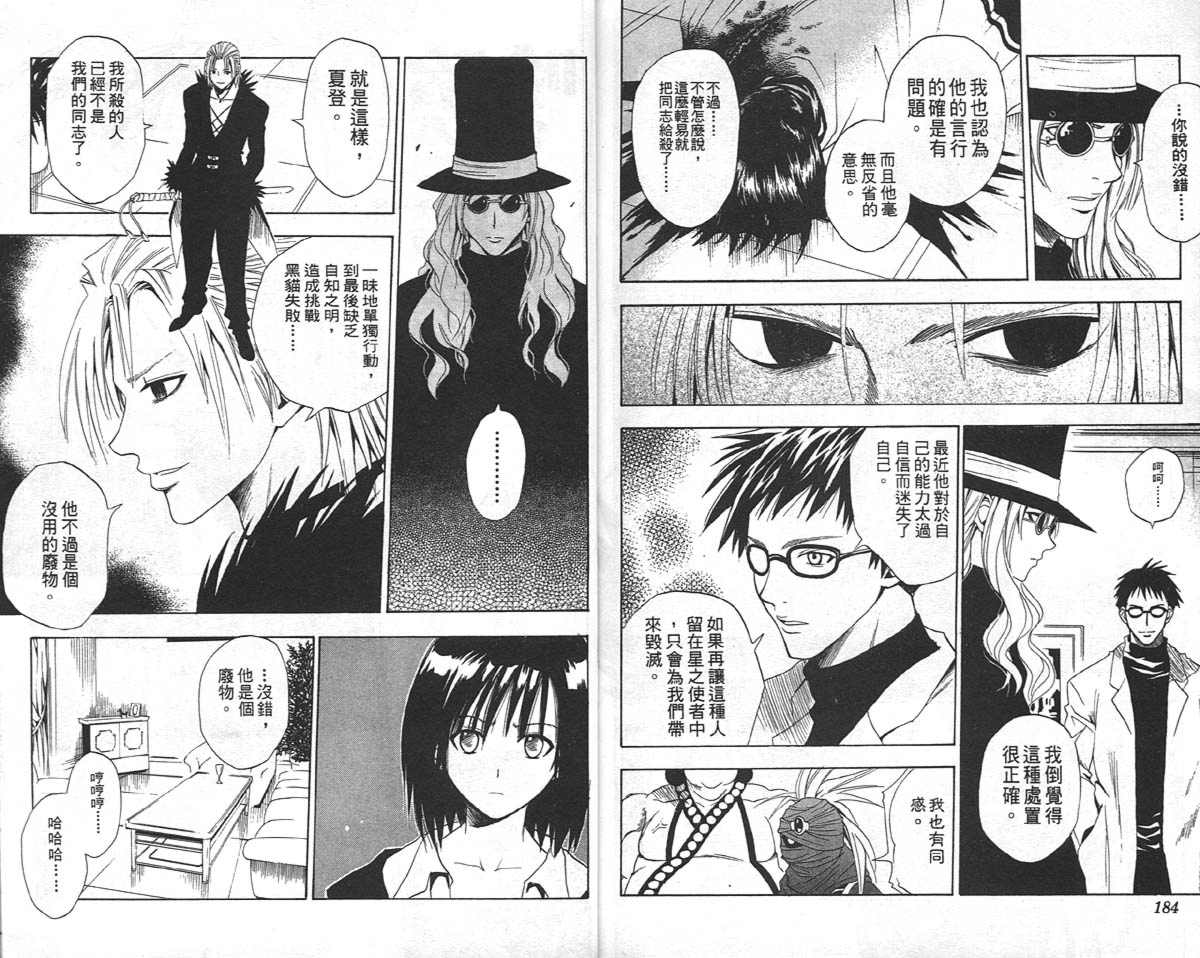 …你說的沒錯……
我也認為
他的言行
的確是有
問題。
而且他毫
無反省的
意思。
不過……
不管怎麼說，
這麼輕易就
把同志給殺了……
呵呵……
我倒覺得
這種處置
很正確。
最近他對於自
己的能力太過
自信而迷失了
自己。
如果再讓這種人
留在星之使者中
，只會為我們帶
來毀滅。
我也有同
感。
184
…………
就是這樣，
夏登。
我所殺的人
已經不是
我們的同志了。
一昧地單獨行動，
到最後缺乏
自知之明，
造成挑戰
黑貓失敗……
他不過是個
沒用的廢物。
…沒錯，
他是個
廢物。
哼哼哼……
哈哈哈……